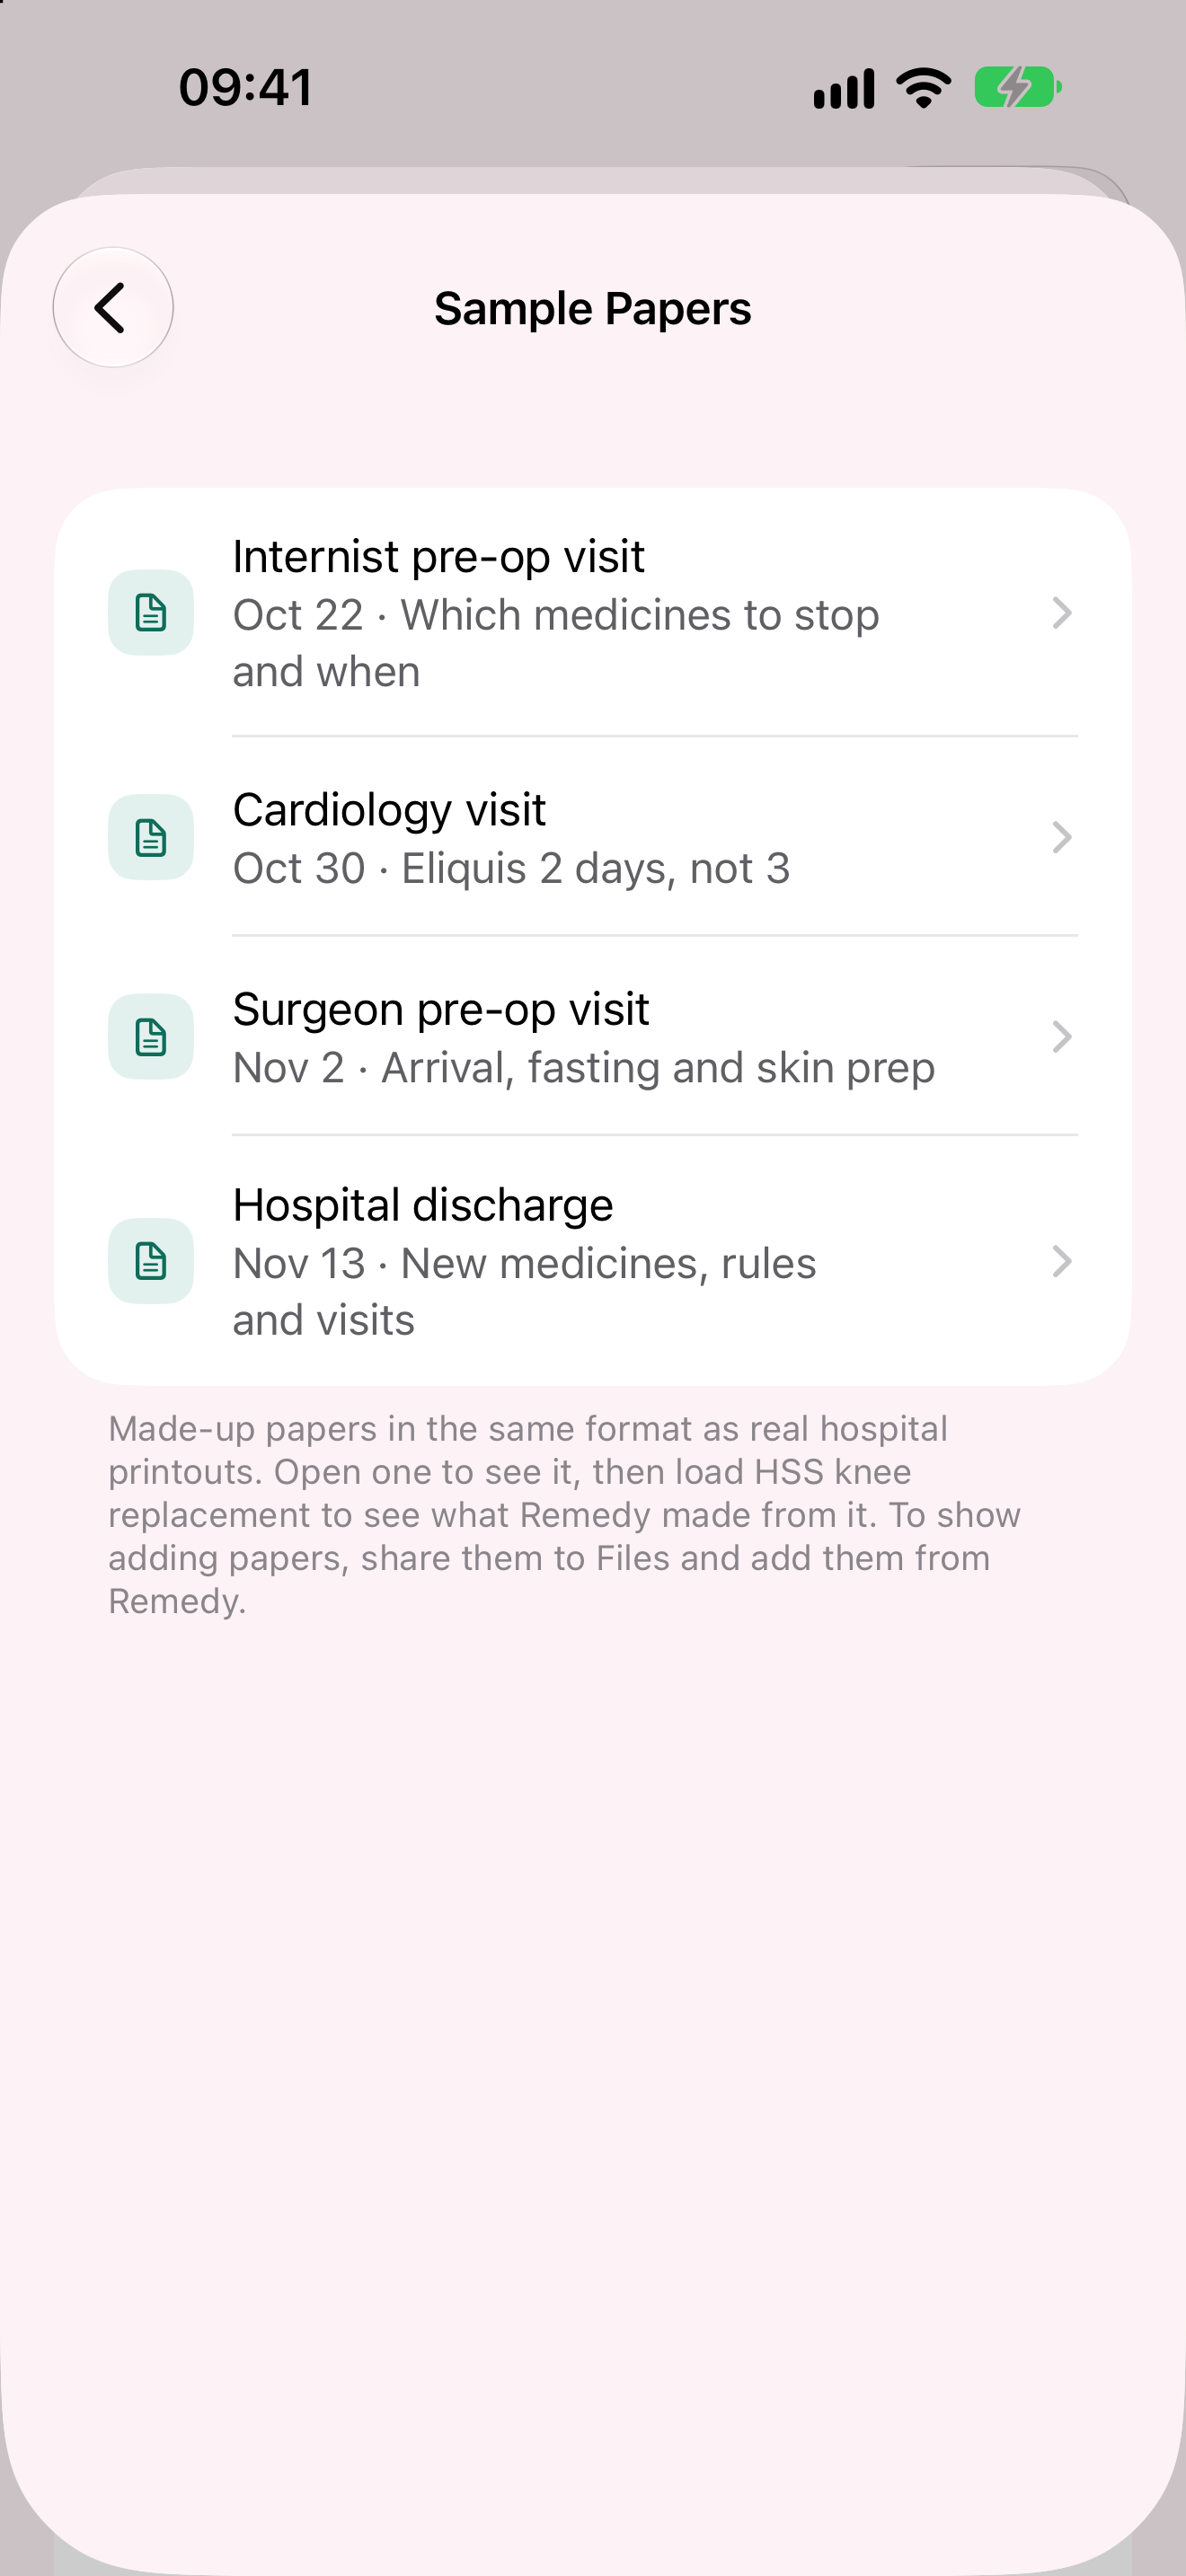 09:41
Sample Papers
Internist pre-op visit
Oct 22 · Which medicines to stop
and when
Cardiology visit
Oct 30 · Eliquis 2 days, not 3
Surgeon pre-op visit
Nov 2 · Arrival, fasting and skin prep
Hospital discharge
Nov 13 · New medicines, rules
and visits
Made-up papers in the same format as real hospital
printouts. Open one to see it, then load HSS knee
replacement to see what Remedy made from it. To show
adding papers, share them to Files and add them from
Remedy.